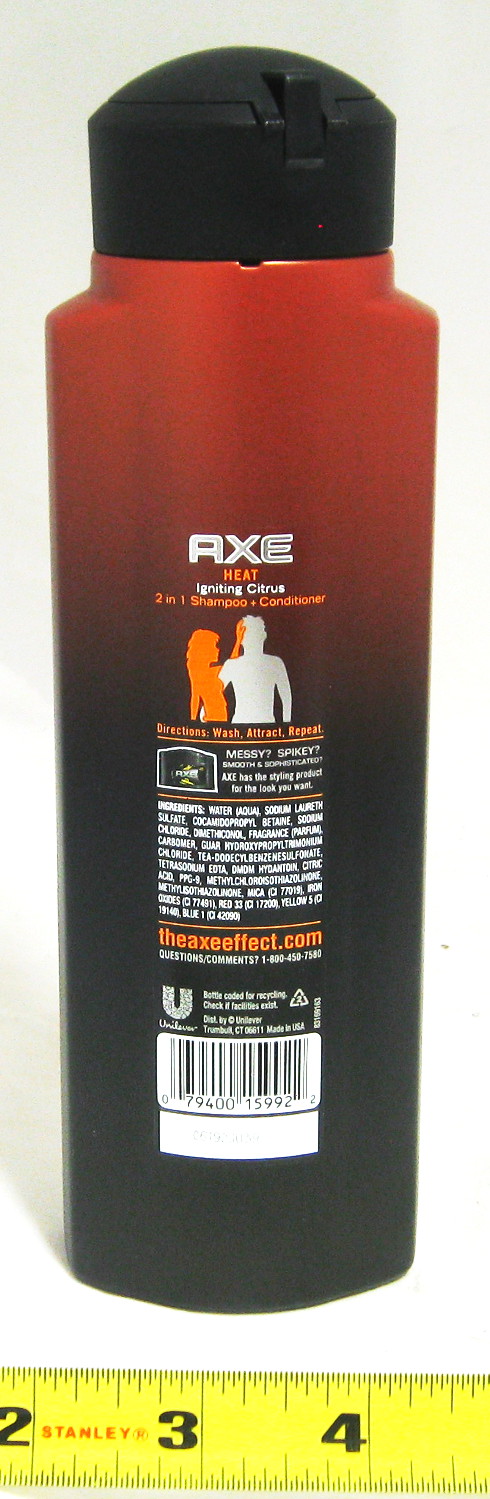 AXE
HEAT
Igniting Citrus
2 in 1 Shampoo + Conditioner
Directions: Wash, Attract, Repeat.
MESSY? SPIKEY?
SMOOTH & SOPHISTICATED?
AXE
AXE has the styling product
for the look you want.
INGREDIENTS: WATER (AQUA), SODIUM LAURETH
SULFATE, COCAMIDOPROPYL BETAINE, SODIUM
CHLORIDE, DIMETHICONOL, FRAGRANCE (PARFUM),
CARBOMER, GUAR HYDROXYPROPYLTRIMONIUM
CHLORIDE, TEA-DODECYLBENZENESULFONATE,
TETRASODIUM EDTA, DMDM HYDANTOIN, CITRIC
ACID, PPG-9, METHYLCHLOROISOTHIAZOLINONE,
METHYLISOTHIAZOLINONE, MICA (CI 77019), IRON
OXIDES (CI 77491), RED 33 (CI 17200), YELLOW 5 (CI
19140), BLUE 1 (CI 42090)
theaxeeffect.com
QUESTIONS/COMMENTS? 1-800-450-7580
Unilever
Bottle coded for recycling.
Check if facilities exist.
Dist. by © Unilever
Trumbull, CT 06611 Made in USA
0 79400 15992 2
2 STANLEY® 3 4